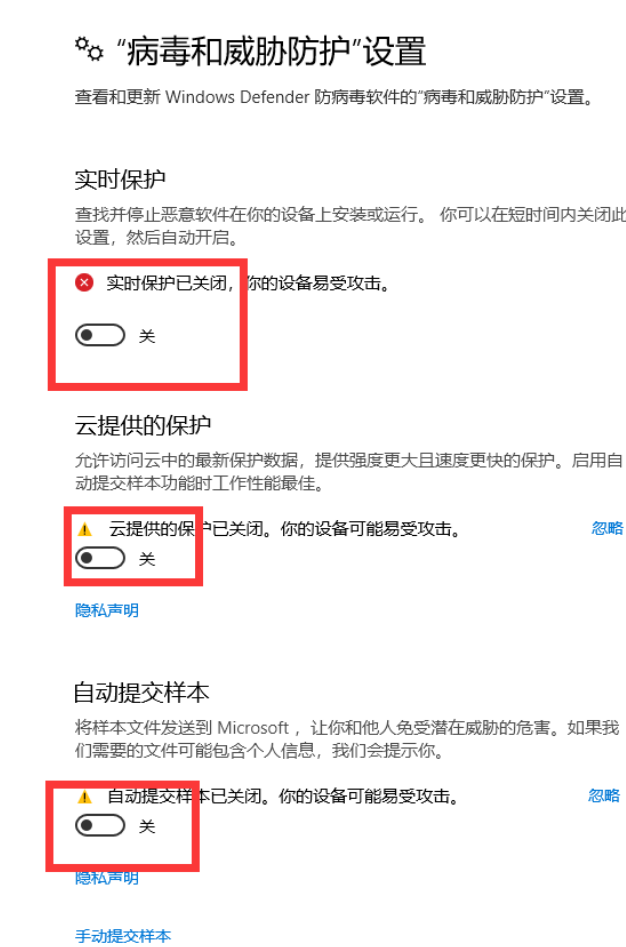 “病毒和威胁防护”设置
查看和更新 Windows Defender 防病毒软件的“病毒和威胁防护”设置。
实时保护
查找并停止恶意软件在你的设备上安装或运行。 你可以在短时间内关闭此
设置，然后自动开启。
实时保护已关闭，你的设备易受攻击。
关
云提供的保护
允许访问云中的最新保护数据，提供强度更大且速度更快的保护。启用自
动提交样本功能时工作性能最佳。
云提供的保护已关闭。你的设备可能易受攻击。 忽略
关
隐私声明
自动提交样本
将样本文件发送到 Microsoft ，让你和他人免受潜在威胁的危害。如果我
们需要的文件可能包含个人信息，我们会提示你。
自动提交样本已关闭。你的设备可能易受攻击。 忽略
关
隐私声明
手动提交样本